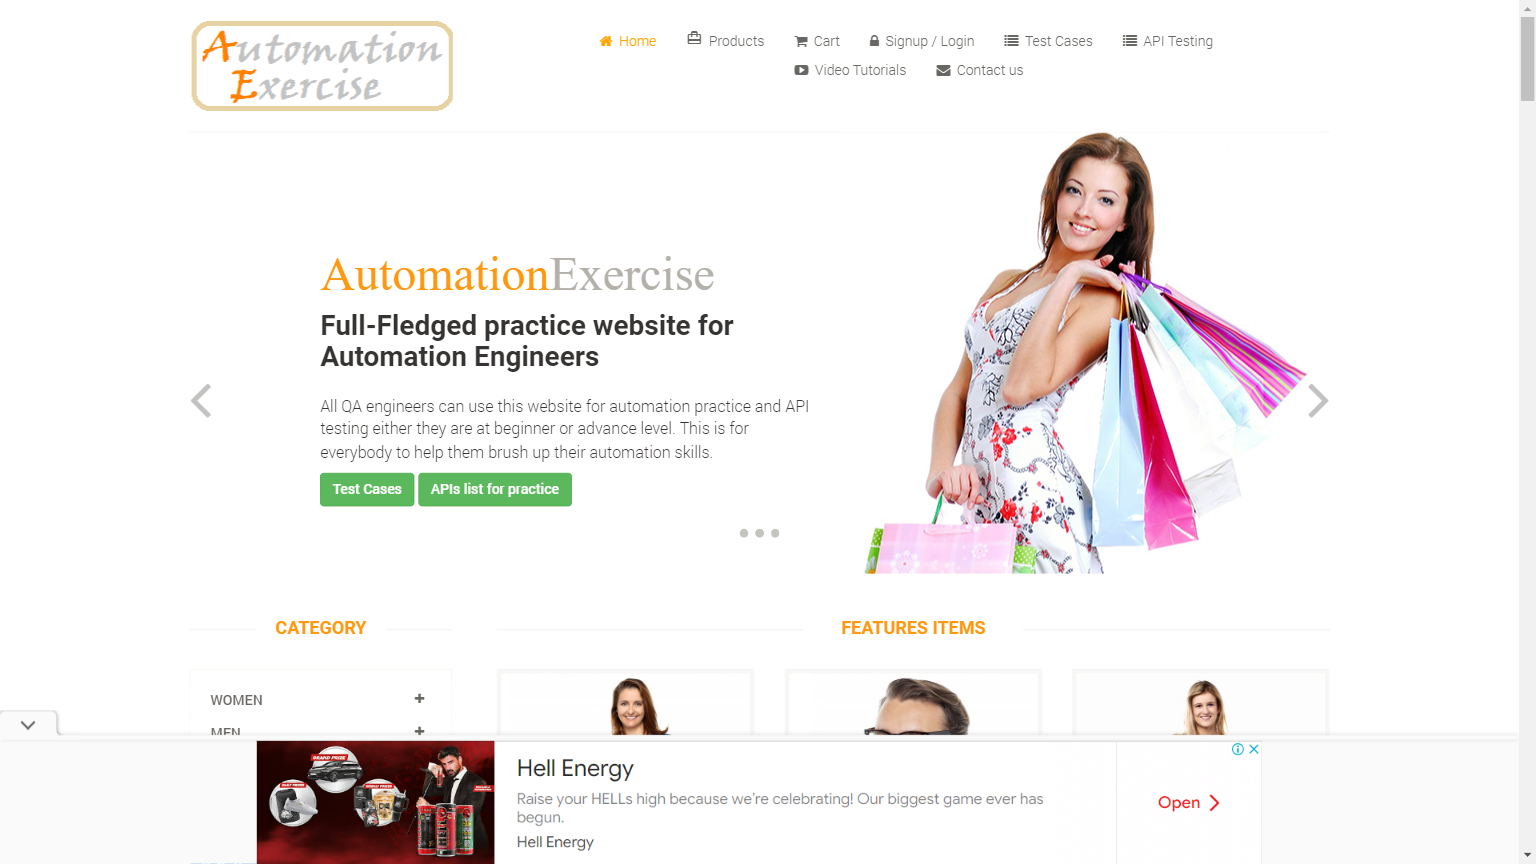 Automation
Exercise
Home
Products
Cart
Signup / Login
Test Cases
API Testing
Video Tutorials
Contact us
AutomationExercise
Full-Fledged practice website for
Automation Engineers
All QA engineers can use this website for automation practice and API
testing either they are at beginner or advance level. This is for
everybody to help them brush up their automation skills.
Test Cases
APIs list for practice
CATEGORY
FEATURES ITEMS
WOMEN
MEN
GRAND PRIZE
Hell Energy
Raise your HELLs high because we're celebrating! Our biggest game ever has
begun.
Hell Energy
Open